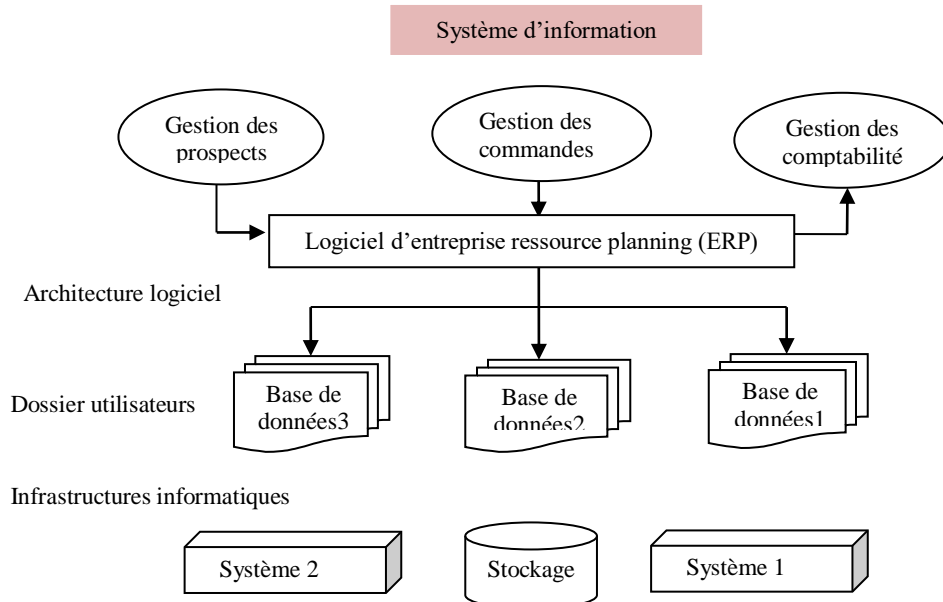 Système d’information
Gestion des
prospects
Gestion des
commandes
Gestion des
comptabilité
Logiciel d’entreprise ressource planning (ERP)
Architecture logiciel
Dossier utilisateurs
Base de
données3
Base de
données2
Base de
données1
Infrastructures informatiques
Système 2
Stockage
Système 1